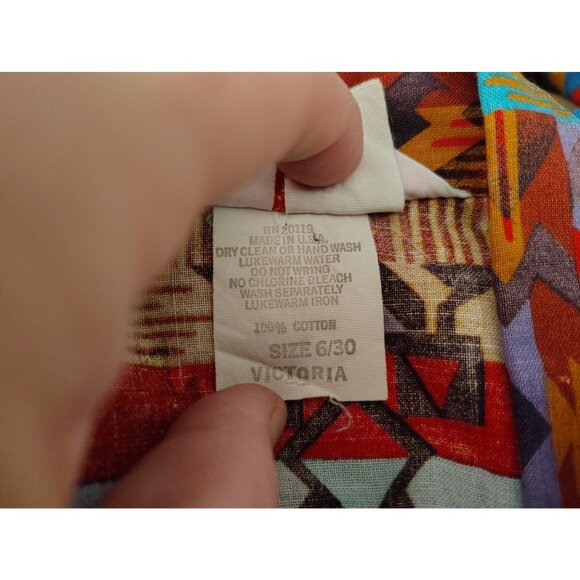 RN 20119
MADE IN U.S.A.
DRY CLEAN OR HAND WASH
LUKEWARM WATER
DO NOT WRING
NO CHLORINE BLEACH
WASH SEPARATELY
LUKEWARM IRON
100% COTTON
SIZE 6/30
VICTORIA